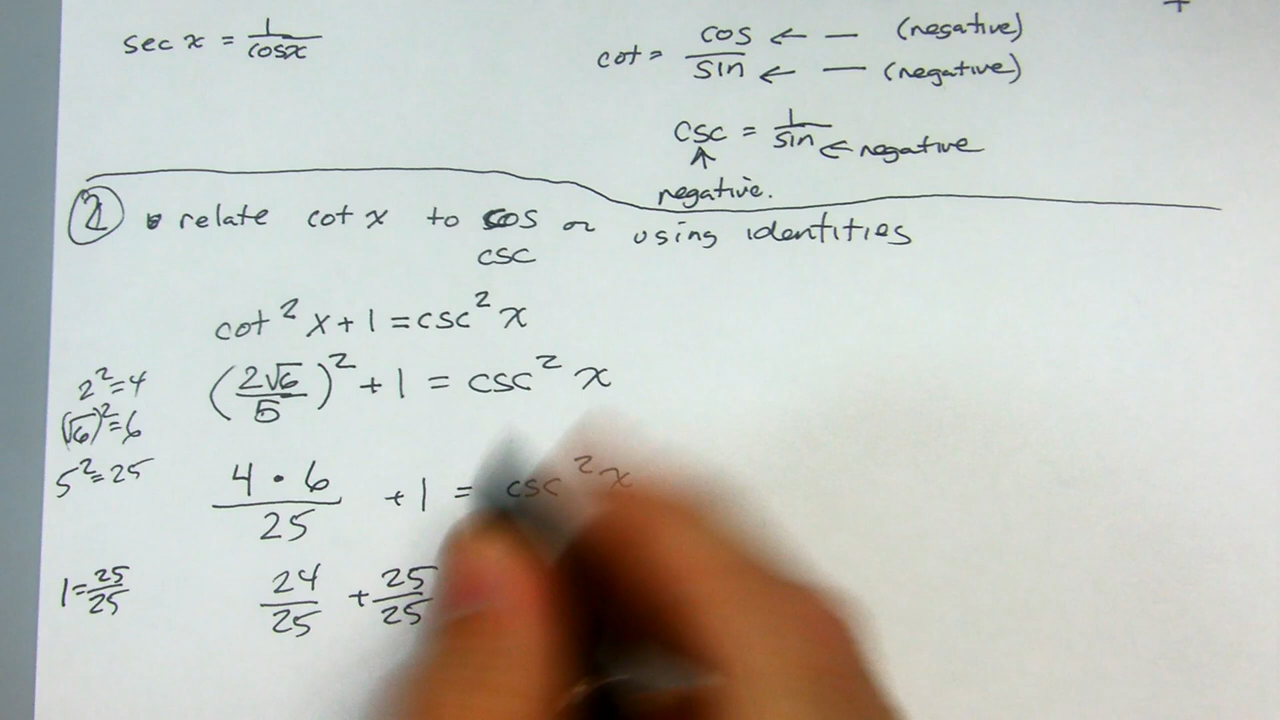 sec x = 1/cosx
cot = cos/sin ← — (negative) ← — (negative)
csc = 1/sin ← negative
↑
negative.
② relate cot x to cos or using identities
csc
cot² x + 1 = csc² x
2² = 4
(2√6/5)² + 1 = csc² x
(√6)² = 6
5² = 25
4 • 6/25 + 1 = csc² x
1 = 25/25
24/25 + 25/25